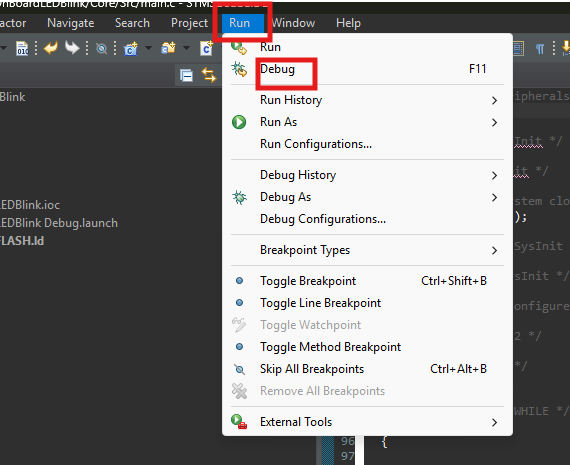 OnBoardLEDBlink/Core/Src/main.c - STM32
actor Navigate Search Project Run Window Help
Run
Debug F11
Run History
Run As
Run Configurations...
Debug History
Debug As
Debug Configurations...
Breakpoint Types
Toggle Breakpoint Ctrl+Shift+B
Toggle Line Breakpoint
Toggle Watchpoint
Toggle Method Breakpoint
Skip All Breakpoints Ctrl+Alt+B
Remove All Breakpoints
External Tools
Blink
LEDBlink.ioc
LEDBlink Debug.launch
FLASH.ld
ipherals
Init */
it */
stem clo
);
SysInit
sInit */
onfigure
2 */
*/
WHILE */
96 {
97